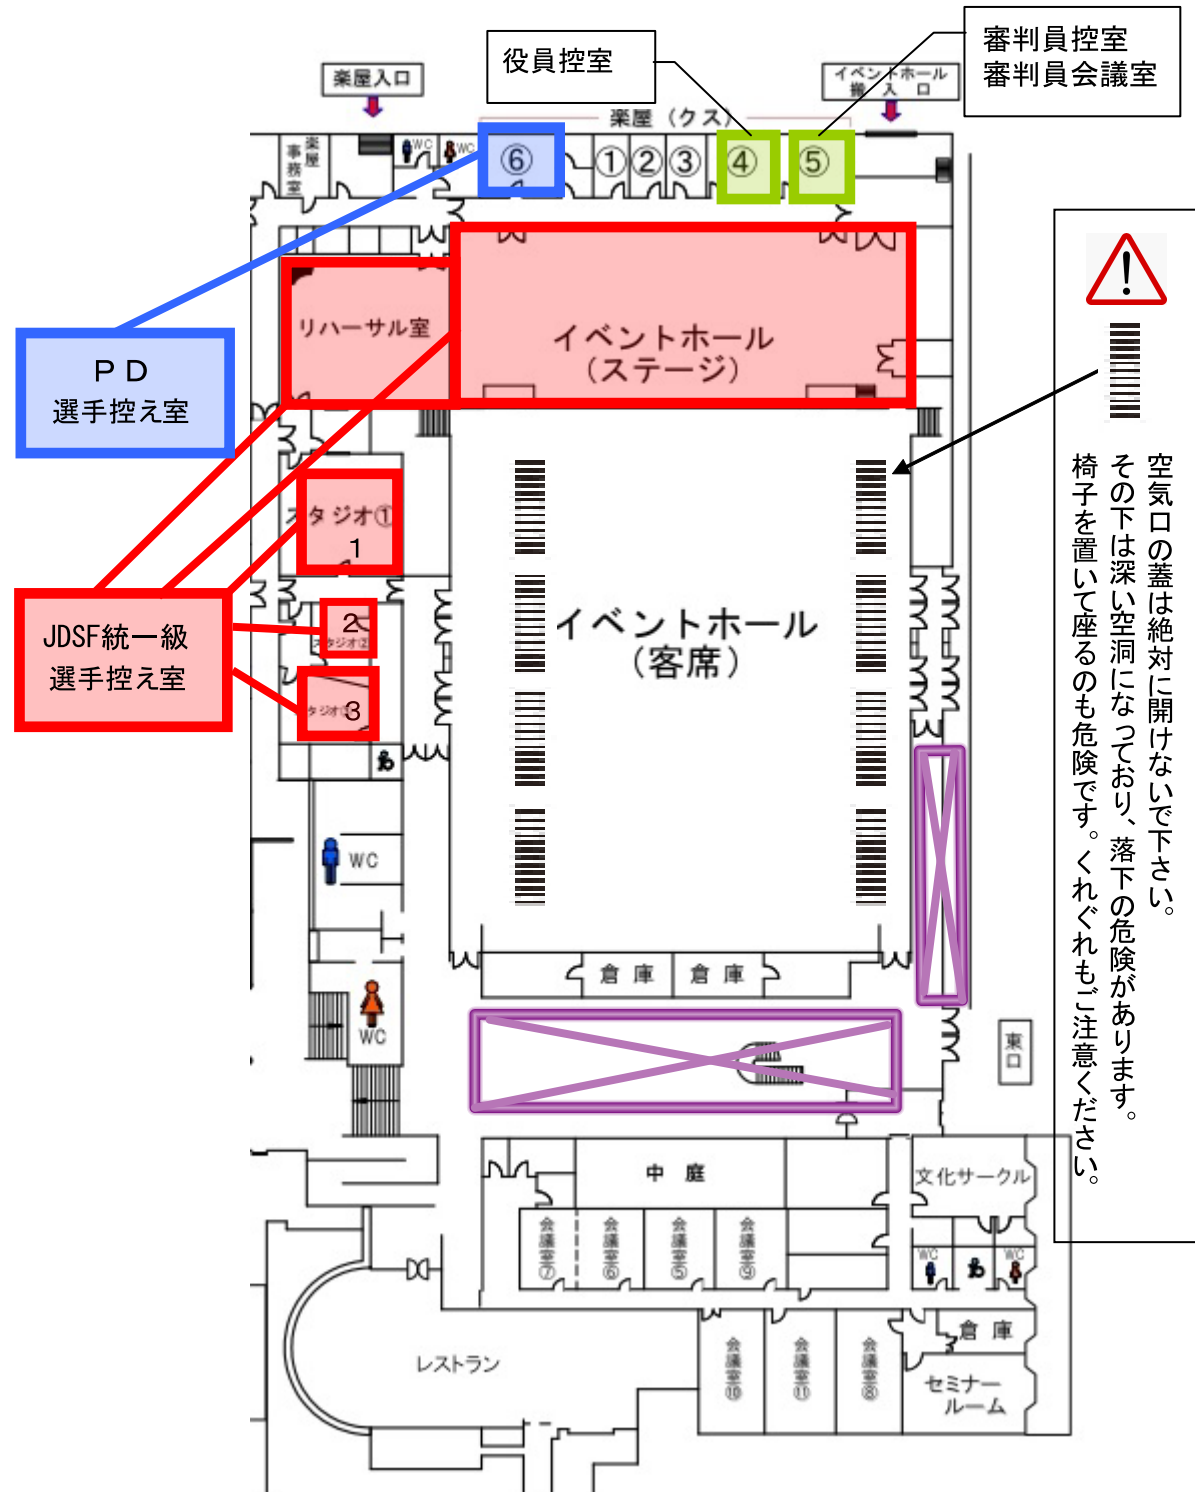 役員控室
審判員控室
審判員会議室
楽屋入口
イベントホール
搬入口
楽屋（クス）
楽屋
事務室
WC
WC
⑥
①
②
③
④
⑤
リハーサル室
イベントホール
（ステージ）
ＰＤ
選手控え室
スタジオ①
1
2
スタジオ②
3
JDSF統一級
選手控え室
イベントホール
（客席）
空気口の蓋は絶対に開けないで下さい。
その下は深い空洞になっており、落下の危険があります。
椅子を置いて座るのも危険です。くれぐれもご注意ください。
WC
倉庫
倉庫
WC
東口
中庭
文化サークル
会議室⑦
会議室⑥
会議室⑤
会議室⑨
WC
WC
レストラン
会議室⑩
会議室⑪
会議室⑧
倉庫
セミナー
ルーム